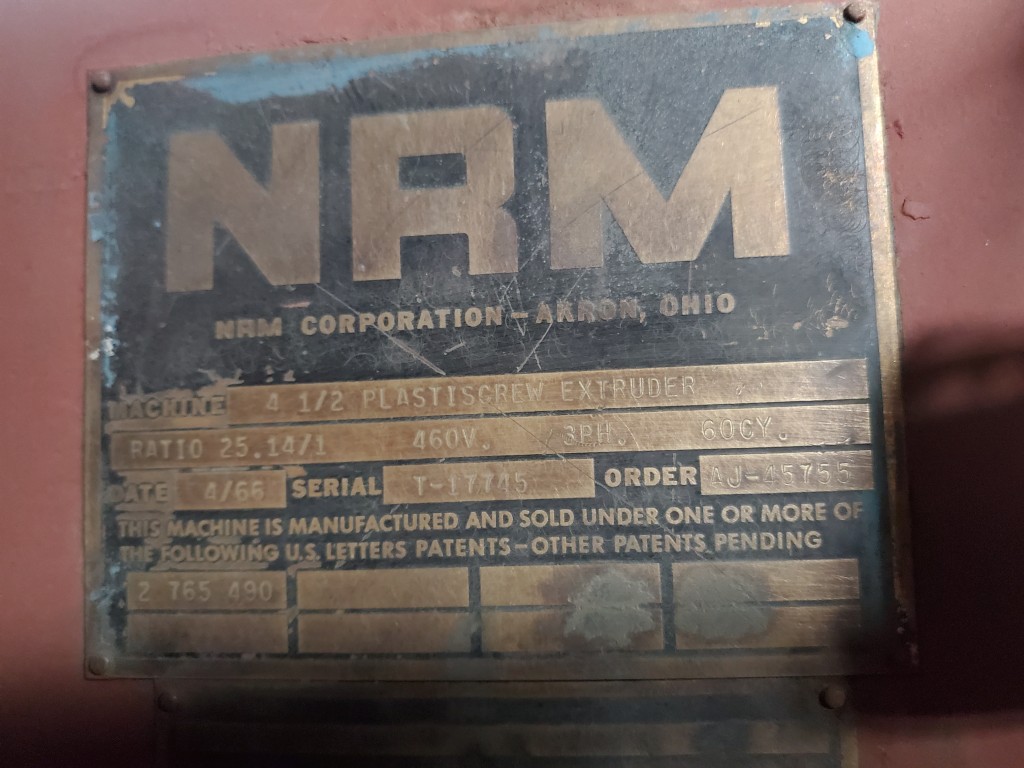 NRM
NRM CORPORATION – AKRON, OHIO
MACHINE 4 1/2 PLASTISCREW EXTRUDER
RATIO 25.14/1 460V. 3PH. 60CY.
DATE 4/66 SERIAL T-17745 ORDER AJ-45755
THIS MACHINE IS MANUFACTURED AND SOLD UNDER ONE OR MORE OF
THE FOLLOWING U.S. LETTERS PATENTS – OTHER PATENTS PENDING
2 765 490